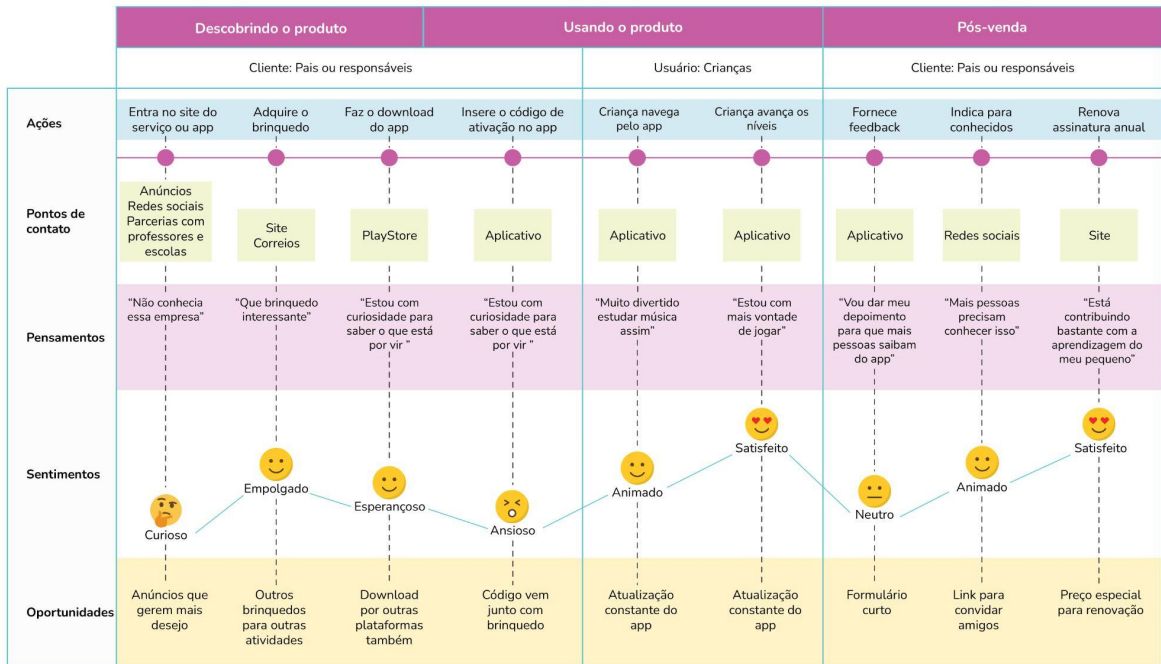 Descobrindo o produto
Usando o produto
Pós-venda
Cliente: Pais ou responsáveis
Usuário: Crianças
Cliente: Pais ou responsáveis
Ações
Entra no site do
serviço ou app
Adquire o
brinquedo
Faz o download
do app
Insere o código de
ativação no app
Criança navega
pelo app
Criança avança os
níveis
Fornece
feedback
Indica para
conhecidos
Renova
assinatura anual
Pontos de
contato
Anúncios
Redes sociais
Parcerias com
professores e
escolas
Site
Correios
PlayStore
Aplicativo
Aplicativo
Aplicativo
Aplicativo
Redes sociais
Site
Pensamentos
“Não conhecia
essa empresa”
“Que brinquedo
interessante”
“Estou com
curiosidade para
saber o que está
por vir ”
“Estou com
curiosidade para
saber o que está
por vir ”
“Muito divertido
estudar música
assim”
“Estou com
mais vontade
de jogar”
“Vou dar meu
depoimento
para que mais
pessoas saibam
do app”
“Mais pessoas
precisam
conhecer isso”
“Está
contribuindo
bastante com a
aprendizagem do
meu pequeno”
Sentimentos
Curioso
Empolgado
Esperançoso
Ansioso
Animado
Satisfeito
Neutro
Animado
Satisfeito
Oportunidades
Anúncios que
gerem mais
desejo
Outros
brinquedos
para outras
atividades
Download
por outras
plataformas
também
Código vem
junto com
brinquedo
Atualização
constante do
app
Atualização
constante do
app
Formulário
curto
Link para
convidar
amigos
Preço especial
para renovação